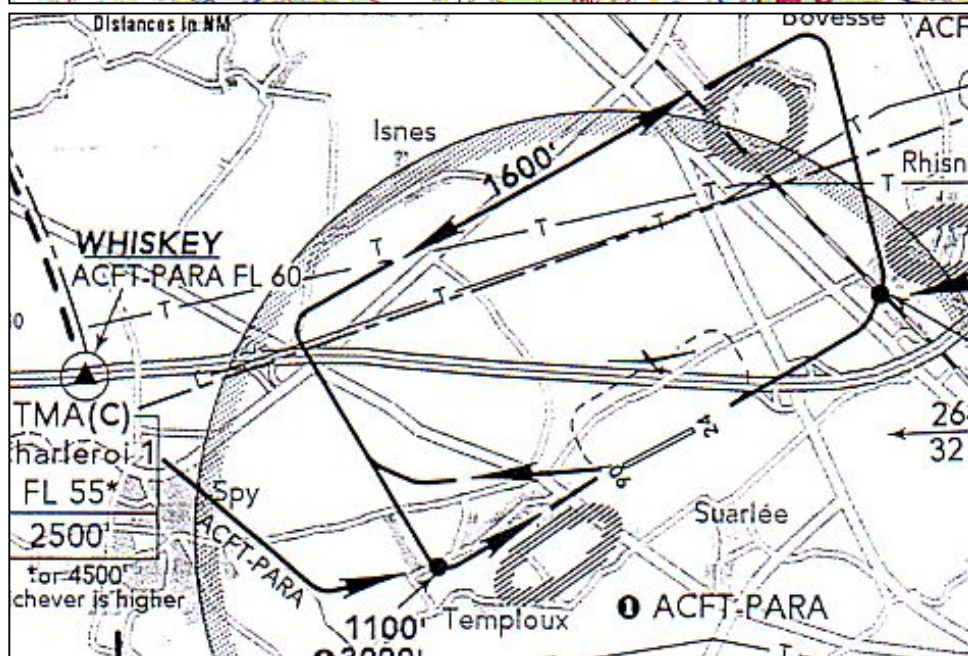 Distances in NM
Bovesse
ACF
Isnes
1600'
T
T
T
T
T
T
T
T
Rhisn
WHISKEY
ACFT-PARA FL 60
TMA(C)
harleroi 1
FL 55*
2500'
*or 4500'
chever is higher
Spy
ACFT-PARA
06
24
26
32
Suarlée
1100'
Temploux
❶ ACFT-PARA
T